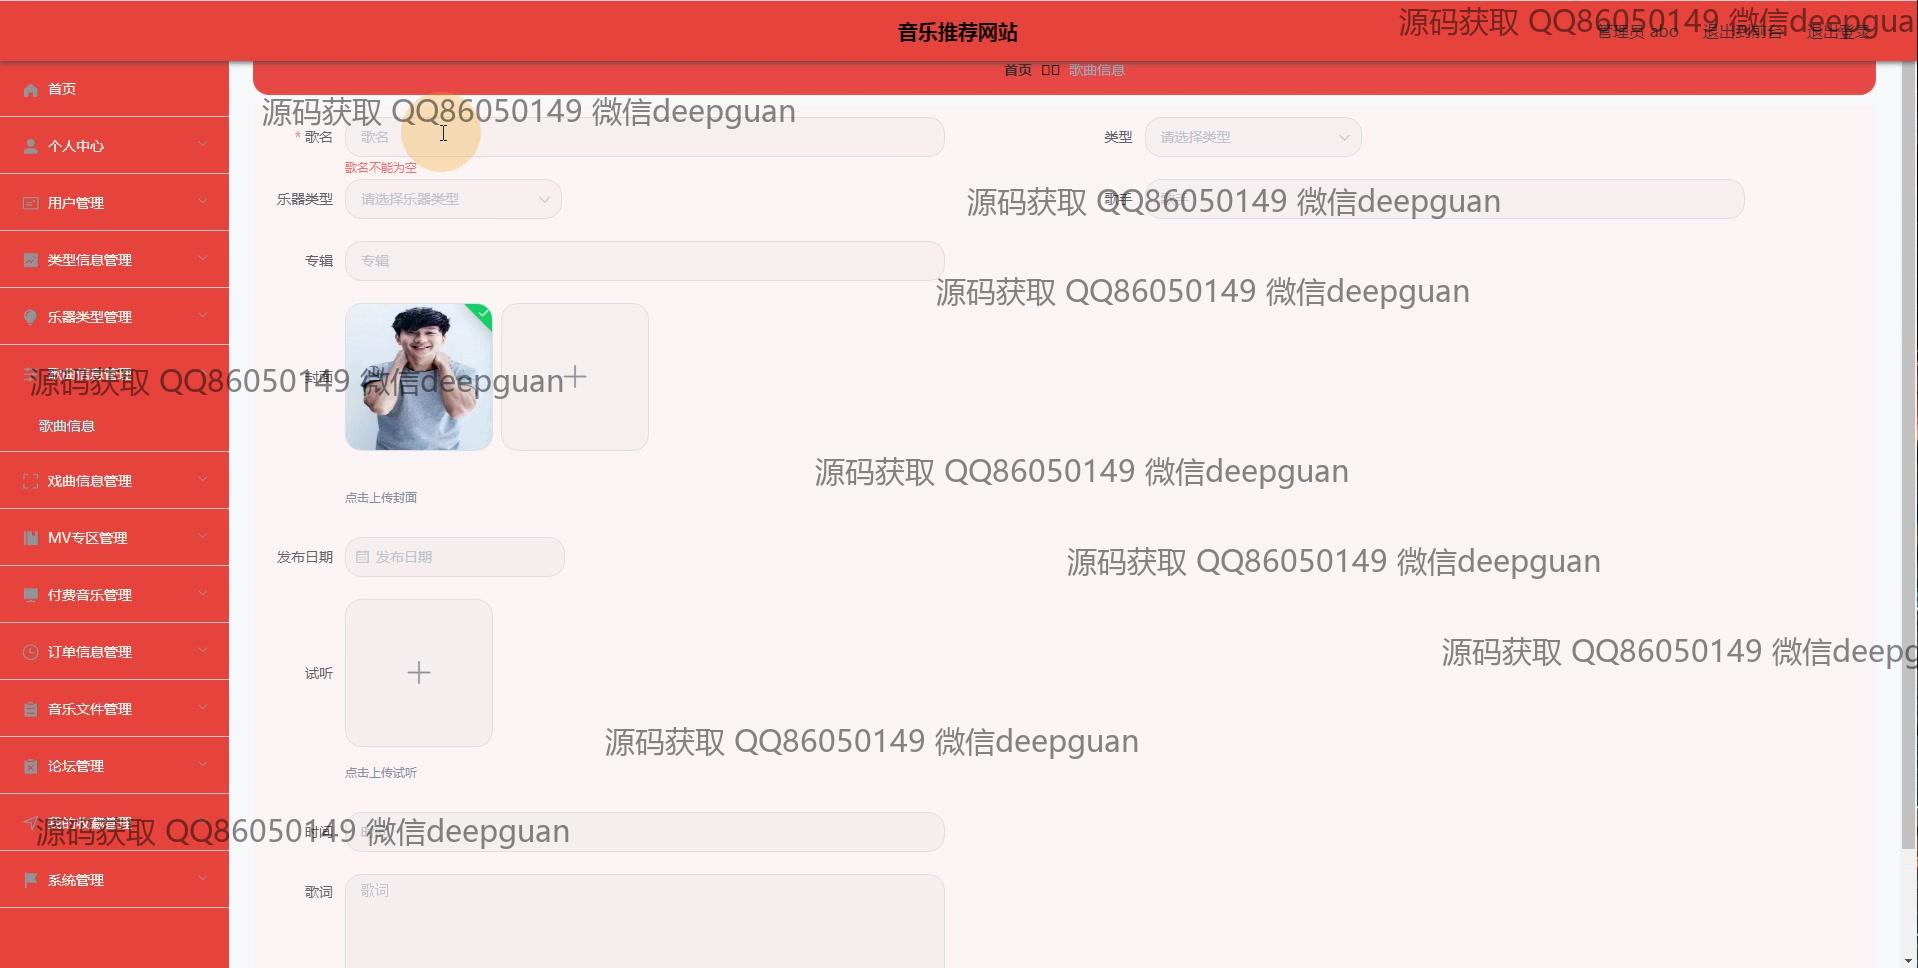 音乐推荐网站
管理员 abo 退出到前台 退出登录
源码获取 QQ86050149 微信deepgua
首页
个人中心
用户管理
类型信息管理
乐器类型管理
歌曲信息管理
歌曲信息
戏曲信息管理
MV专区管理
付费音乐管理
订单信息管理
音乐文件管理
论坛管理
我的收藏管理
系统管理
首页 歌曲信息
源码获取 QQ86050149 微信deepguan
* 歌名 歌名
歌名不能为空
类型 请选择类型
乐器类型 请选择乐器类型
歌手 歌手
源码获取 QQ86050149 微信deepguan
专辑 专辑
源码获取 QQ86050149 微信deepguan
封面
源码获取 QQ86050149 微信deepguan
点击上传封面
源码获取 QQ86050149 微信deepguan
发布日期 发布日期
源码获取 QQ86050149 微信deepguan
试听
源码获取 QQ86050149 微信deepg
点击上传试听
源码获取 QQ86050149 微信deepguan
时间 时间
源码获取 QQ86050149 微信deepguan
歌词 歌词